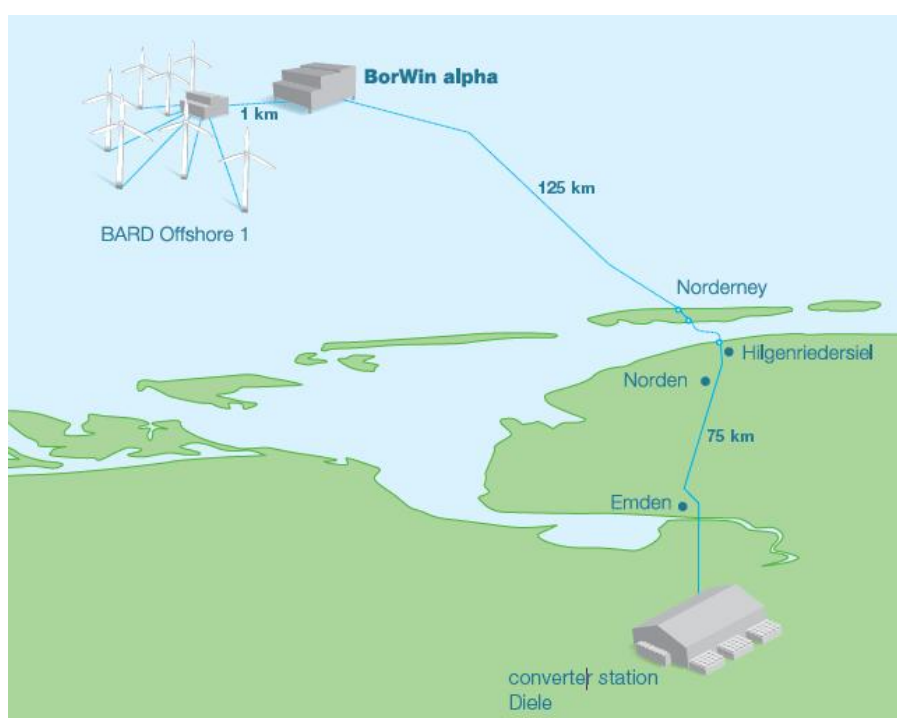 BorWin alpha
1 km
125 km
BARD Offshore 1
Norderney
Hilgenriedersiel
Norden
75 km
Emden
converter station
Diele